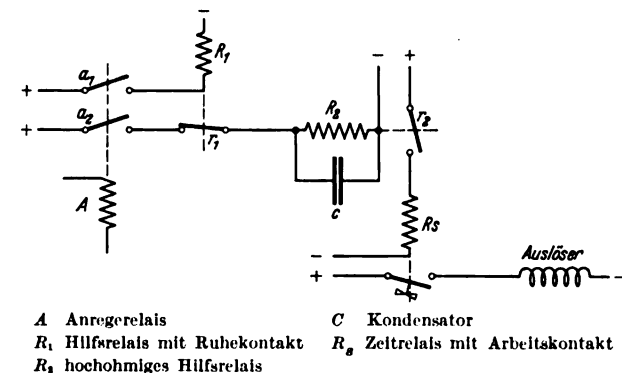 −
R₁
− +
+ a₁
R₂
r₂
+ a₂
r₁
c
A
Rs
−
+
Auslöser
−
A Anregerelais
C Kondensator
R₁ Hilfsrelais mit Ruhekontakt
Rₛ Zeitrelais mit Arbeitskontakt
R₂ hochohmiges Hilfsrelais